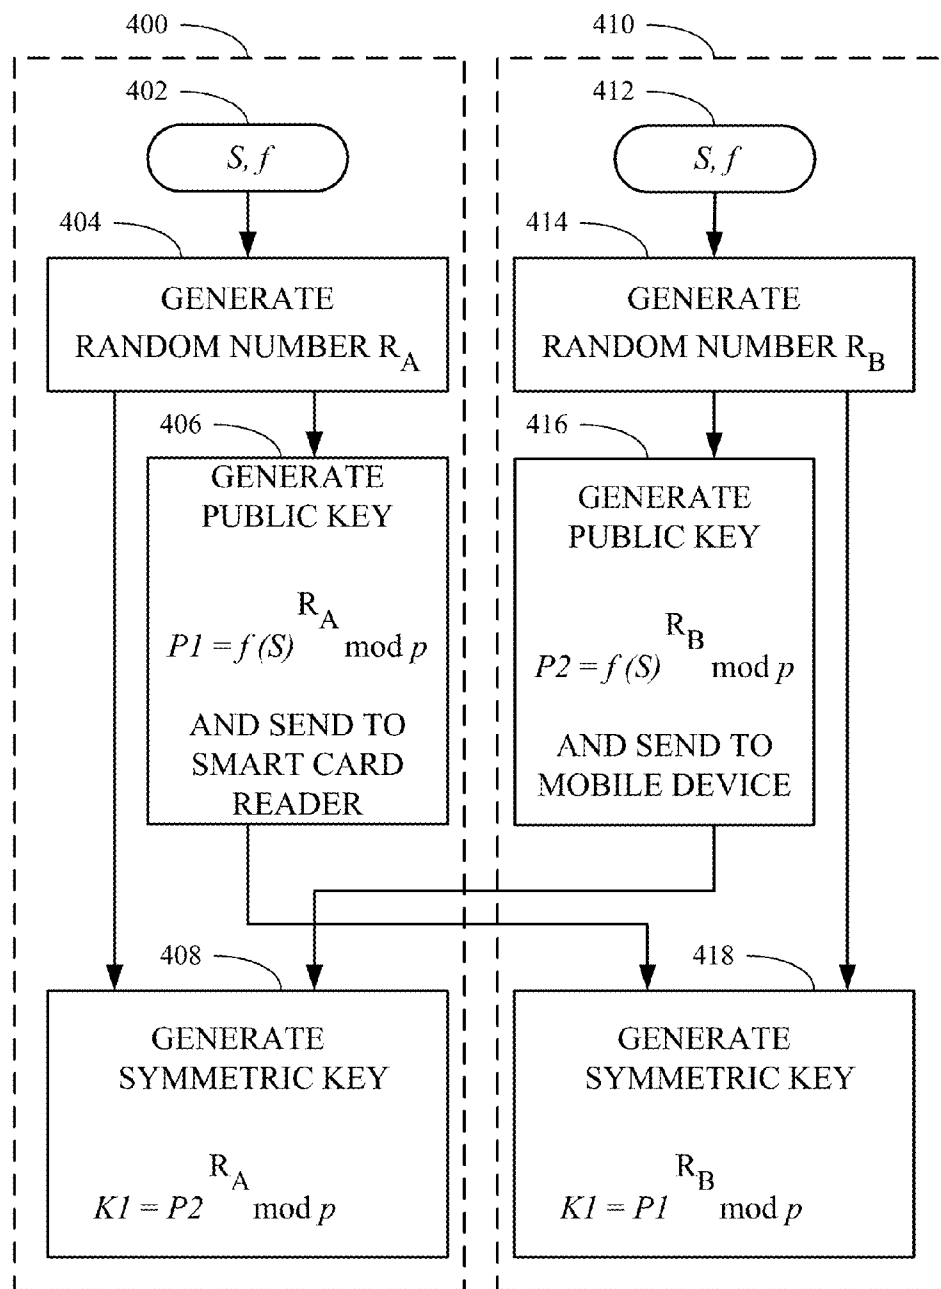 400
410
402
412
S, f
S, f
404
414
GENERATE
RANDOM NUMBER R_A
GENERATE
RANDOM NUMBER R_B
406
416
GENERATE
PUBLIC KEY
P1 = f(S)^{R_A} mod p
AND SEND TO
SMART CARD
READER
GENERATE
PUBLIC KEY
P2 = f(S)^{R_B} mod p
AND SEND TO
MOBILE DEVICE
408
418
GENERATE
SYMMETRIC KEY
K1 = P2^{R_A} mod p
GENERATE
SYMMETRIC KEY
K1 = P1^{R_B} mod p